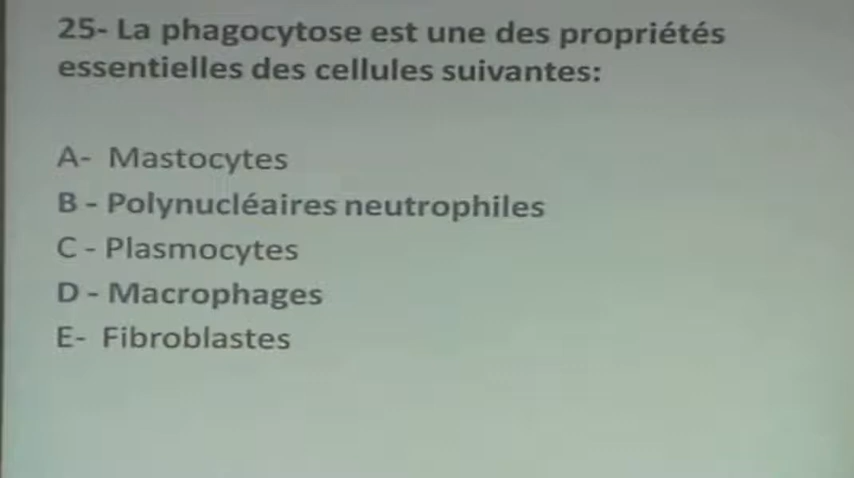 25- La phagocytose est une des propriétés
essentielles des cellules suivantes:
A- Mastocytes
B - Polynucléaires neutrophiles
C - Plasmocytes
D - Macrophages
E- Fibroblastes